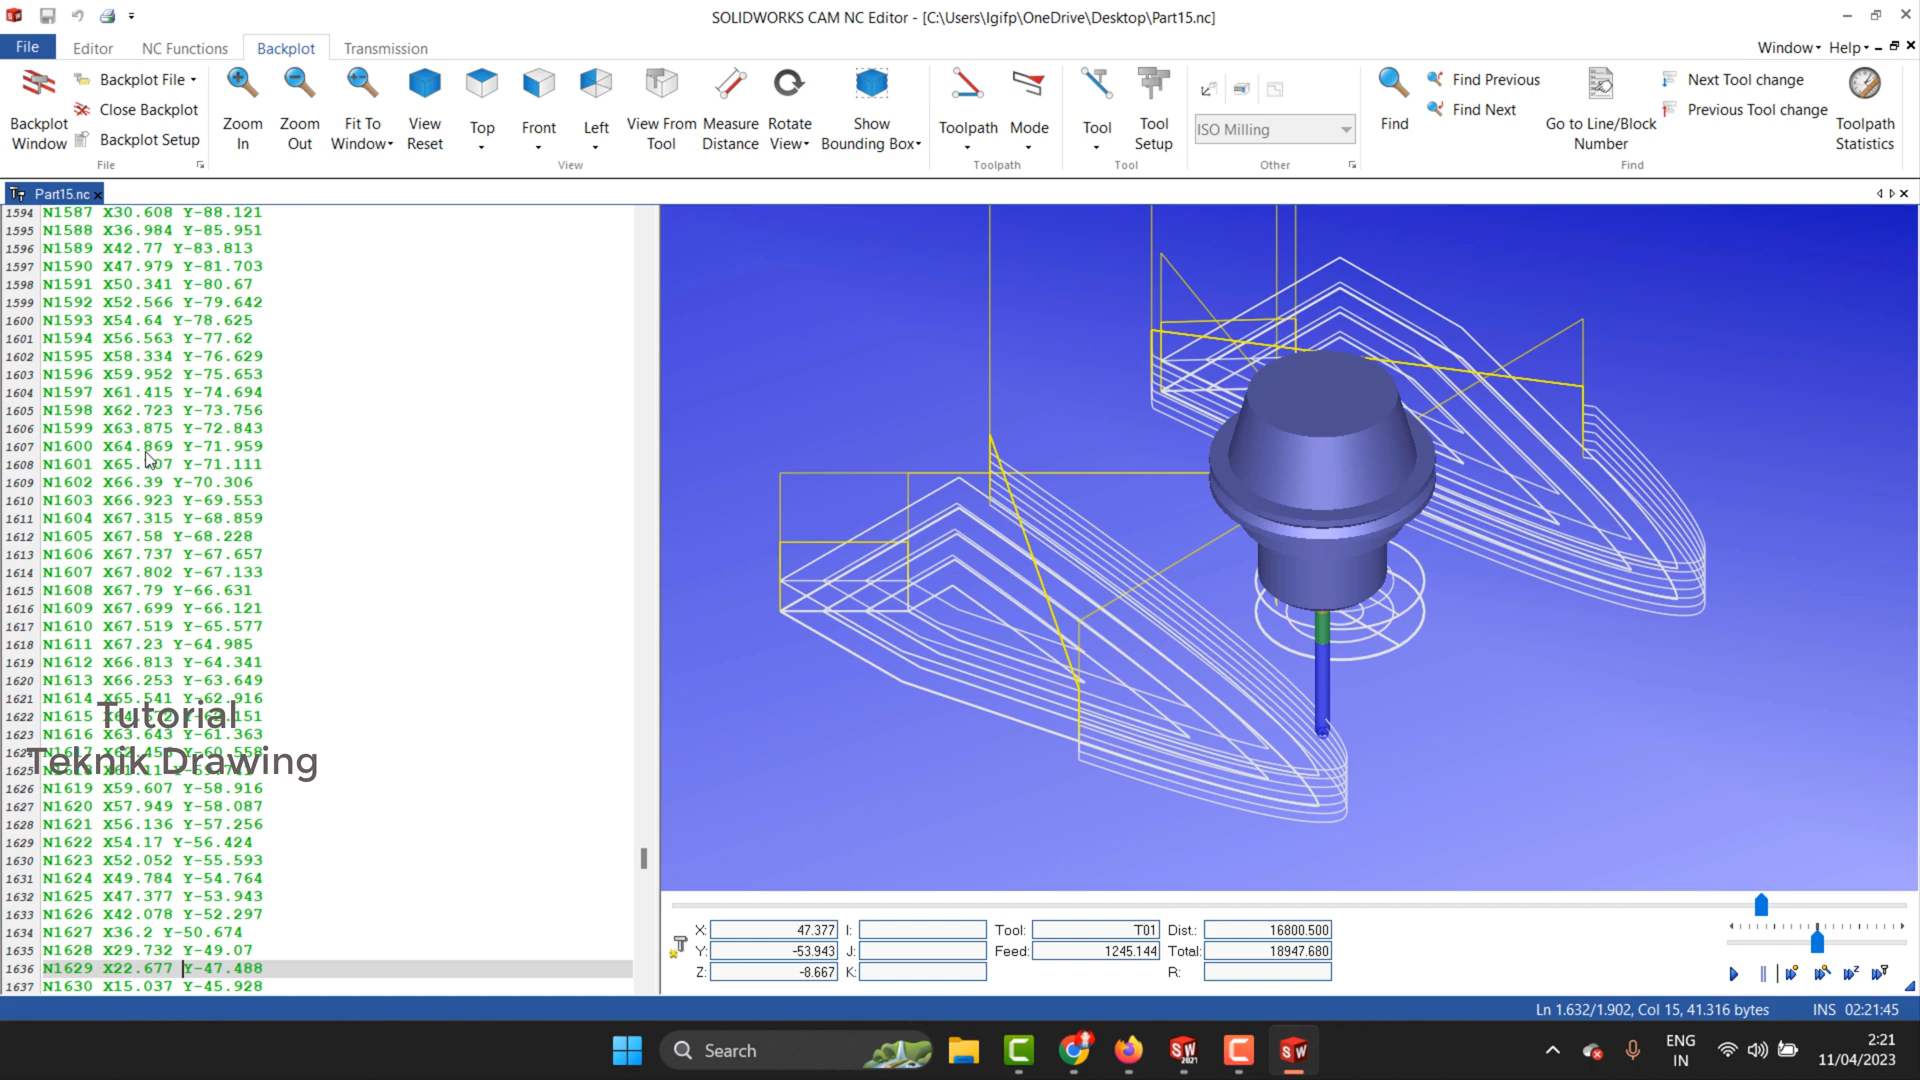 SOLIDWORKS CAM NC Editor - [C:\Users\lgifp\OneDrive\Desktop\Part15.nc]
File
Editor
NC Functions
Backplot
Transmission
Window
Help
Backplot Window
Backplot File
Close Backplot
Backplot Setup
File
Zoom In
Zoom Out
Fit To Window
View Reset
Top
Front
Left
View From Tool
Measure Distance
Rotate View
Show Bounding Box
View
Toolpath
Mode
Toolpath
Tool
Tool Setup
Tool
ISO Milling
Other
Find
Find Previous
Find Next
Go to Line/Block Number
Next Tool change
Previous Tool change
Toolpath Statistics
Find
Part15.nc
1594 N1587 X30.608 Y-88.121
1595 N1588 X36.984 Y-85.951
1596 N1589 X42.77 Y-83.813
1597 N1590 X47.979 Y-81.703
1598 N1591 X50.341 Y-80.67
1599 N1592 X52.566 Y-79.642
1600 N1593 X54.64 Y-78.625
1601 N1594 X56.563 Y-77.62
1602 N1595 X58.334 Y-76.629
1603 N1596 X59.952 Y-75.653
1604 N1597 X61.415 Y-74.694
1605 N1598 X62.723 Y-73.756
1606 N1599 X63.875 Y-72.843
1607 N1600 X64.869 Y-71.959
1608 N1601 Y-71.111
1609 N1602 X66.39 Y-70.306
1610 N1603 X66.923 Y-69.553
1611 N1604 X67.315 Y-68.859
1612 N1605 X67.58 Y-68.228
1613 N1606 X67.737 Y-67.657
1614 N1607 X67.802 Y-67.133
1615 N1608 X67.79 Y-66.631
1616 N1609 X67.699 Y-66.121
1617 N1610 X67.519 Y-65.577
1618 N1611 X67.23 Y-64.985
1619 N1612 X66.813 Y-64.341
1620 N1613 X66.253 Y-63.649
1621 N1614 X65.541 Y-62.916
1622 N1615
1623 N1616 X63.643 Y-61.363
N1617
Tutorial
Teknik Drawing
1626 N1619 X59.607 Y-58.916
1627 N1620 X57.949 Y-58.087
1628 N1621 X56.136 Y-57.256
1629 N1622 X54.17 Y-56.424
1630 N1623 X52.052 Y-55.593
1631 N1624 X49.784 Y-54.764
1632 N1625 X47.377 Y-53.943
1633 N1626 X42.078 Y-52.297
1634 N1627 X36.2 Y-50.674
1635 N1628 X29.732 Y-49.07
1636 N1629 X22.677 Y-47.488
1637 N1630 X15.037 Y-45.928
X: 47.377 I: Tool: T01 Dist.: 16800.500
Y: -53.943 J: Feed: 1245.144 Total: 18947.680
Z: -8.667 K: R:
Ln 1.632/1.902, Col 15, 41.316 bytes
INS 02:21:45
Search
SW
2021
SW
ENG
IN
2:21
11/04/2023